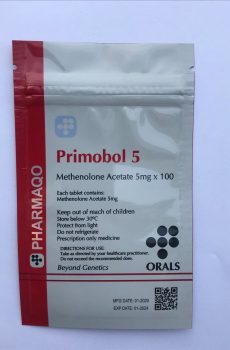 Primobol 5
Methenolone Acetate 5mg x 100
Each tablet contains:
Methenolone Acetate 5mg
Keep out of reach of children
Store below 30°C
Protect from light
Do not refrigerate
Prescription only medicine
DIRECTIONS FOR USE:
Take as directed by your healthcare practitioner.
Do not exceed the recommended dose.
Beyond Genetics
ORALS
PHARMAQO
MFG DATE: 01-2020
EXP DATE: 01-2024